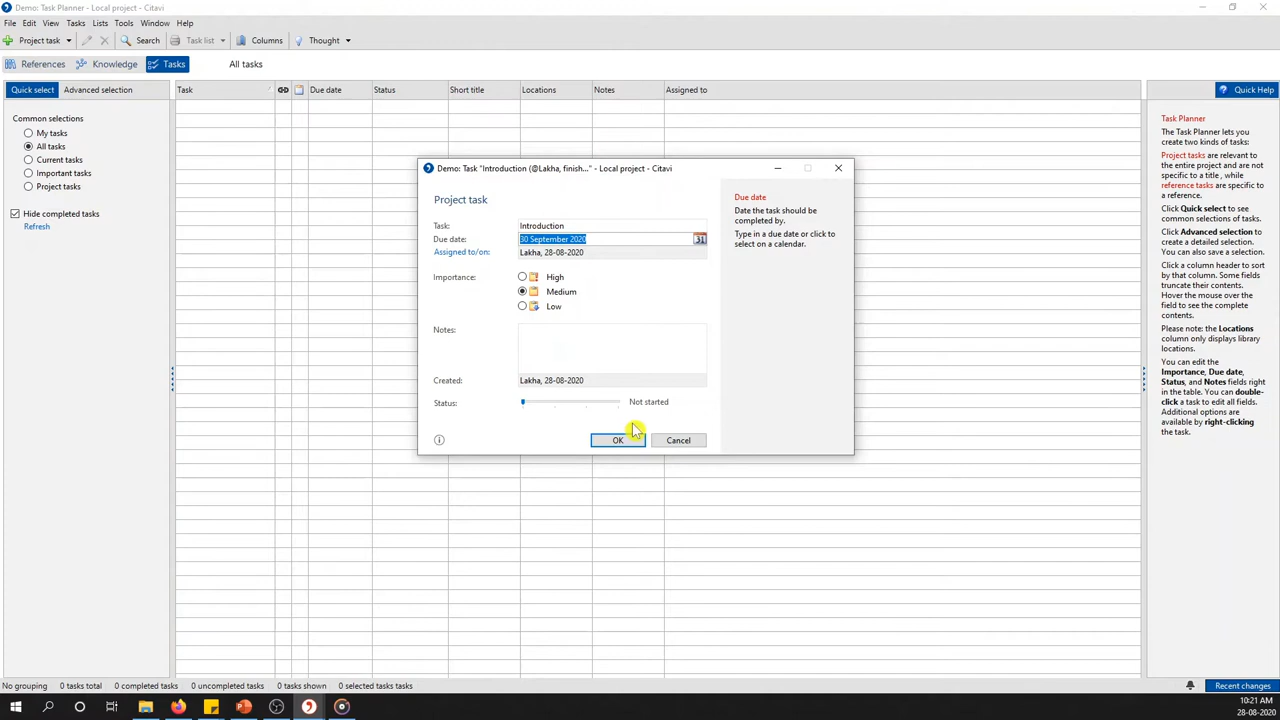 Demo: Task Planner - Local project - Citavi
File Edit View Tasks Lists Tools Window Help
Project task Search Task list Columns Thought
References Knowledge Tasks All tasks
Quick select Advanced selection
Common selections
My tasks
All tasks
Current tasks
Important tasks
Project tasks
Hide completed tasks
Refresh
Task Due date Status Short title Locations Notes Assigned to
Demo: Task "Introduction (@Lakha, finish..." - Local project - Citavi
Project task
Task: Introduction
Due date: 30 September 2020 31
Assigned to/on: Lakha, 28-08-2020
Importance: High
Medium
Low
Notes:
Created: Lakha, 28-08-2020
Status: Not started
OK Cancel
Due date
Date the task should be
completed by.
Type in a due date or click to
select on a calendar.
? Quick Help
Task Planner
The Task Planner lets you
create two kinds of tasks:
Project tasks are relevant to
the entire project and are not
specific to a title , while
reference tasks are specific to
a reference.
Click Quick select to see
common selections of tasks.
Click Advanced selection to
create a detailed selection.
You can also save a selection.
Click a column header to sort
by that column. Some fields
truncate their contents.
Hover the mouse over the
field to see the complete
contents.
Please note: the Locations
column only displays library
locations.
You can edit the
Importance, Due date,
Status, and Notes fields right
in the table. You can double-
click a task to edit all fields.
Additional options are
available by right-clicking
the task.
No grouping 0 tasks total 0 completed tasks 0 uncompleted tasks 0 tasks shown 0 selected tasks tasks
Recent changes
10:21 AM
28-08-2020